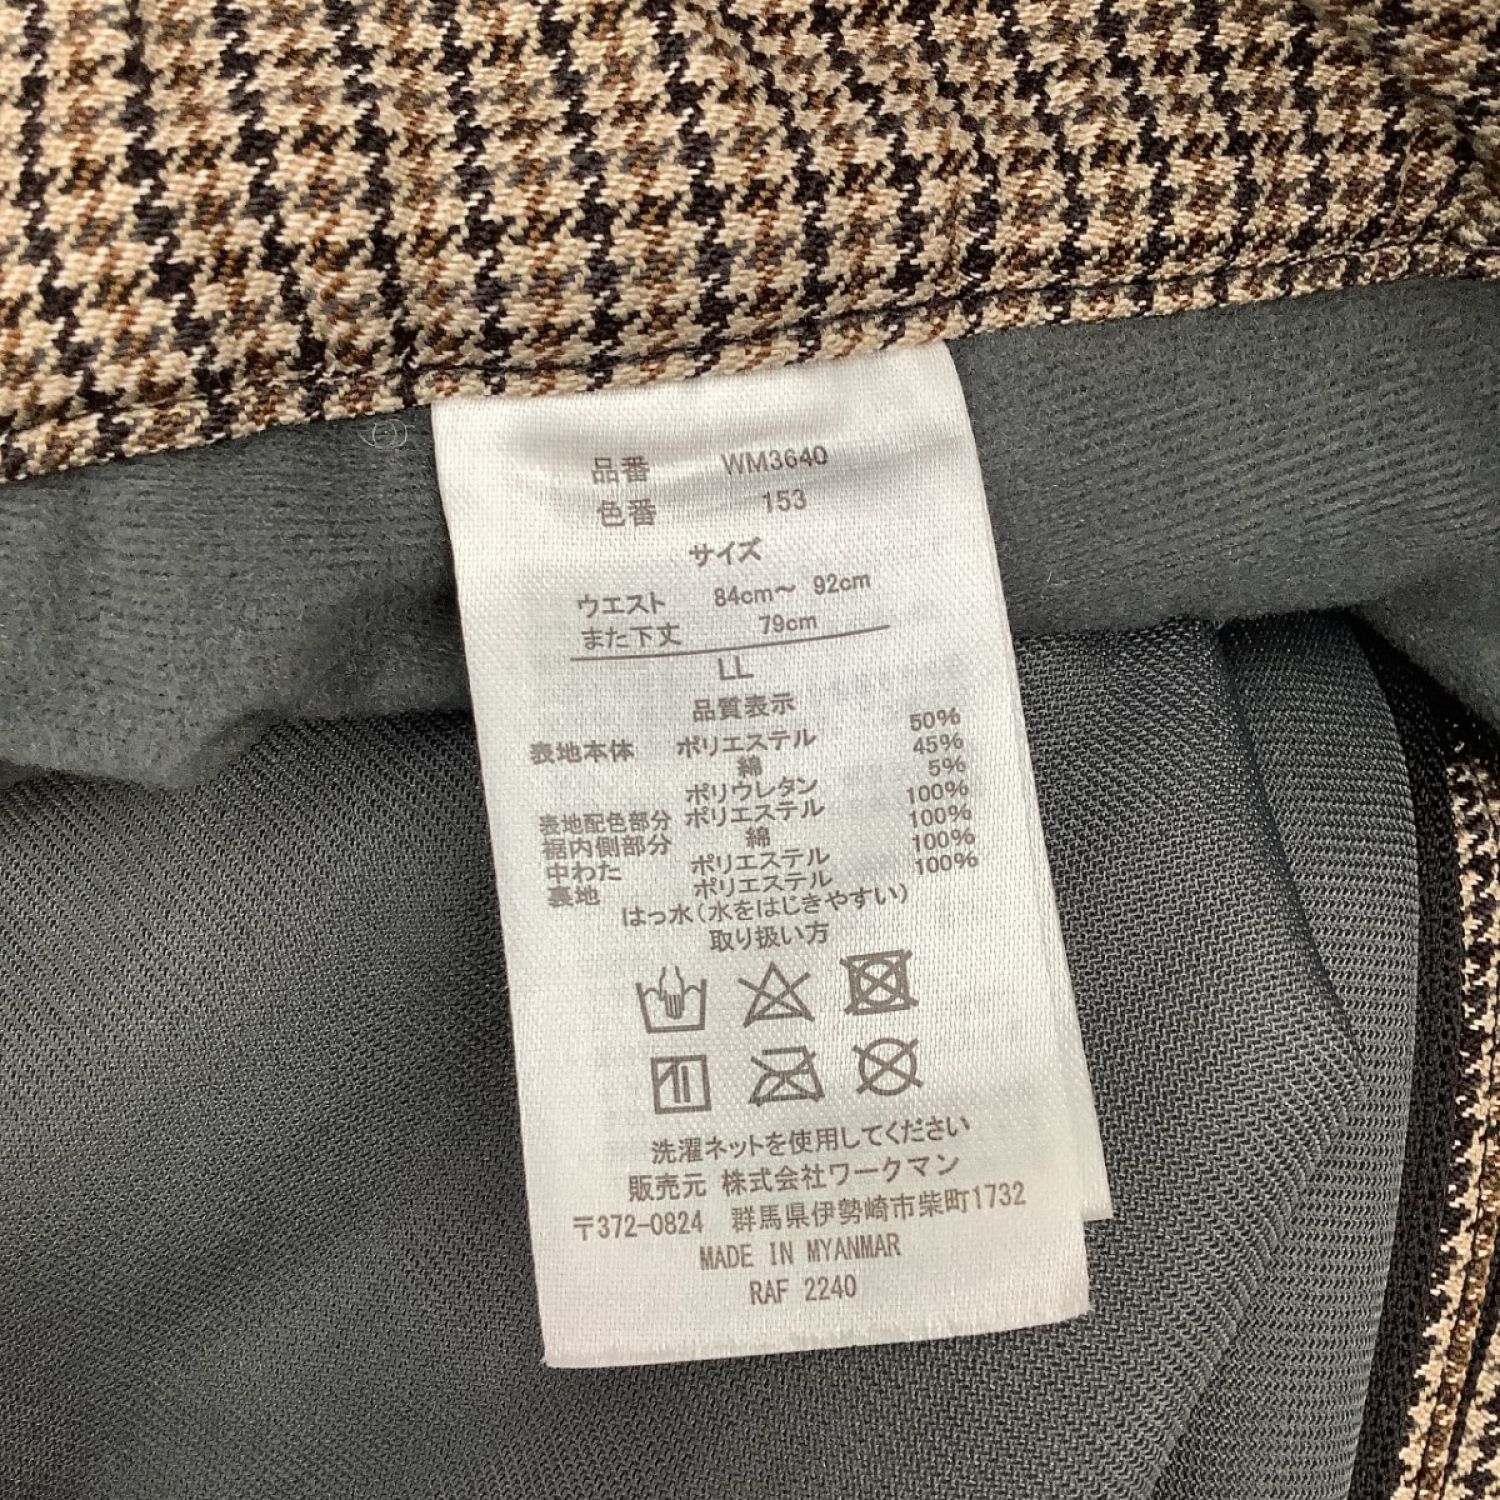 品番 WM3640
色番 153
サイズ
ウエスト 84cm～ 92cm
また下丈 79cm
LL
品質表示
表地本体 ポリエステル 50%
綿 45%
ポリウレタン 5%
表地配色部分 ポリエステル 100%
裾内側部分 綿 100%
中わた ポリエステル 100%
裏地 ポリエステル 100%
はっ水(水をはじきやすい)
取り扱い方
洗濯ネットを使用してください
販売元 株式会社ワークマン
〒372-0824 群馬県伊勢崎市柴町1732
MADE IN MYANMAR
RAF 2240